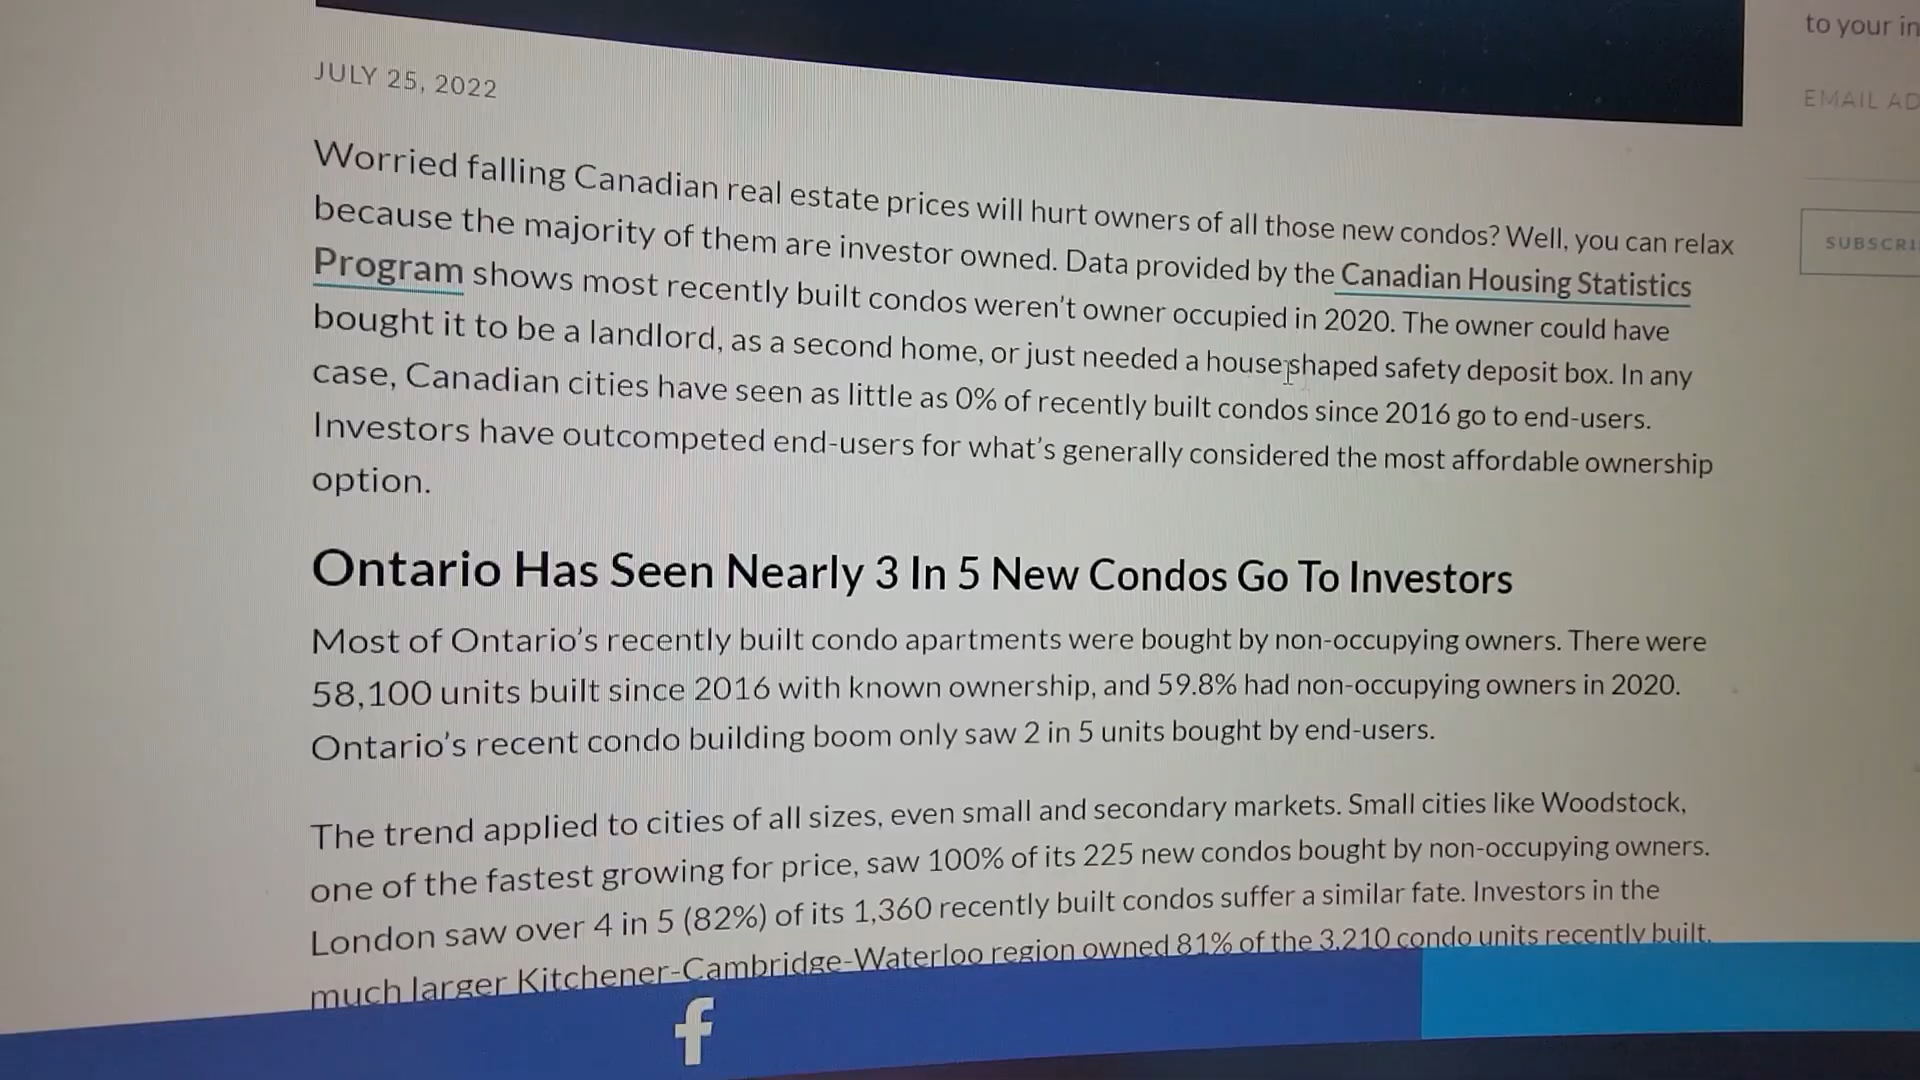 to your in
JULY 25, 2022
EMAIL AD
Worried falling Canadian real estate prices will hurt owners of all those new condos? Well, you can relax
because the majority of them are investor owned. Data provided by the Canadian Housing Statistics
Program shows most recently built condos weren't owner occupied in 2020. The owner could have
bought it to be a landlord, as a second home, or just needed a house shaped safety deposit box. In any
case, Canadian cities have seen as little as 0% of recently built condos since 2016 go to end-users.
Investors have outcompeted end-users for what's generally considered the most affordable ownership
option.
SUBSCRI
Ontario Has Seen Nearly 3 In 5 New Condos Go To Investors
Most of Ontario's recently built condo apartments were bought by non-occupying owners. There were
58,100 units built since 2016 with known ownership, and 59.8% had non-occupying owners in 2020.
Ontario's recent condo building boom only saw 2 in 5 units bought by end-users.
The trend applied to cities of all sizes, even small and secondary markets. Small cities like Woodstock,
one of the fastest growing for price, saw 100% of its 225 new condos bought by non-occupying owners.
London saw over 4 in 5 (82%) of its 1,360 recently built condos suffer a similar fate. Investors in the
much larger Kitchener-Cambridge-Waterloo region owned 81% of the 3,210 condo units recently built.
f